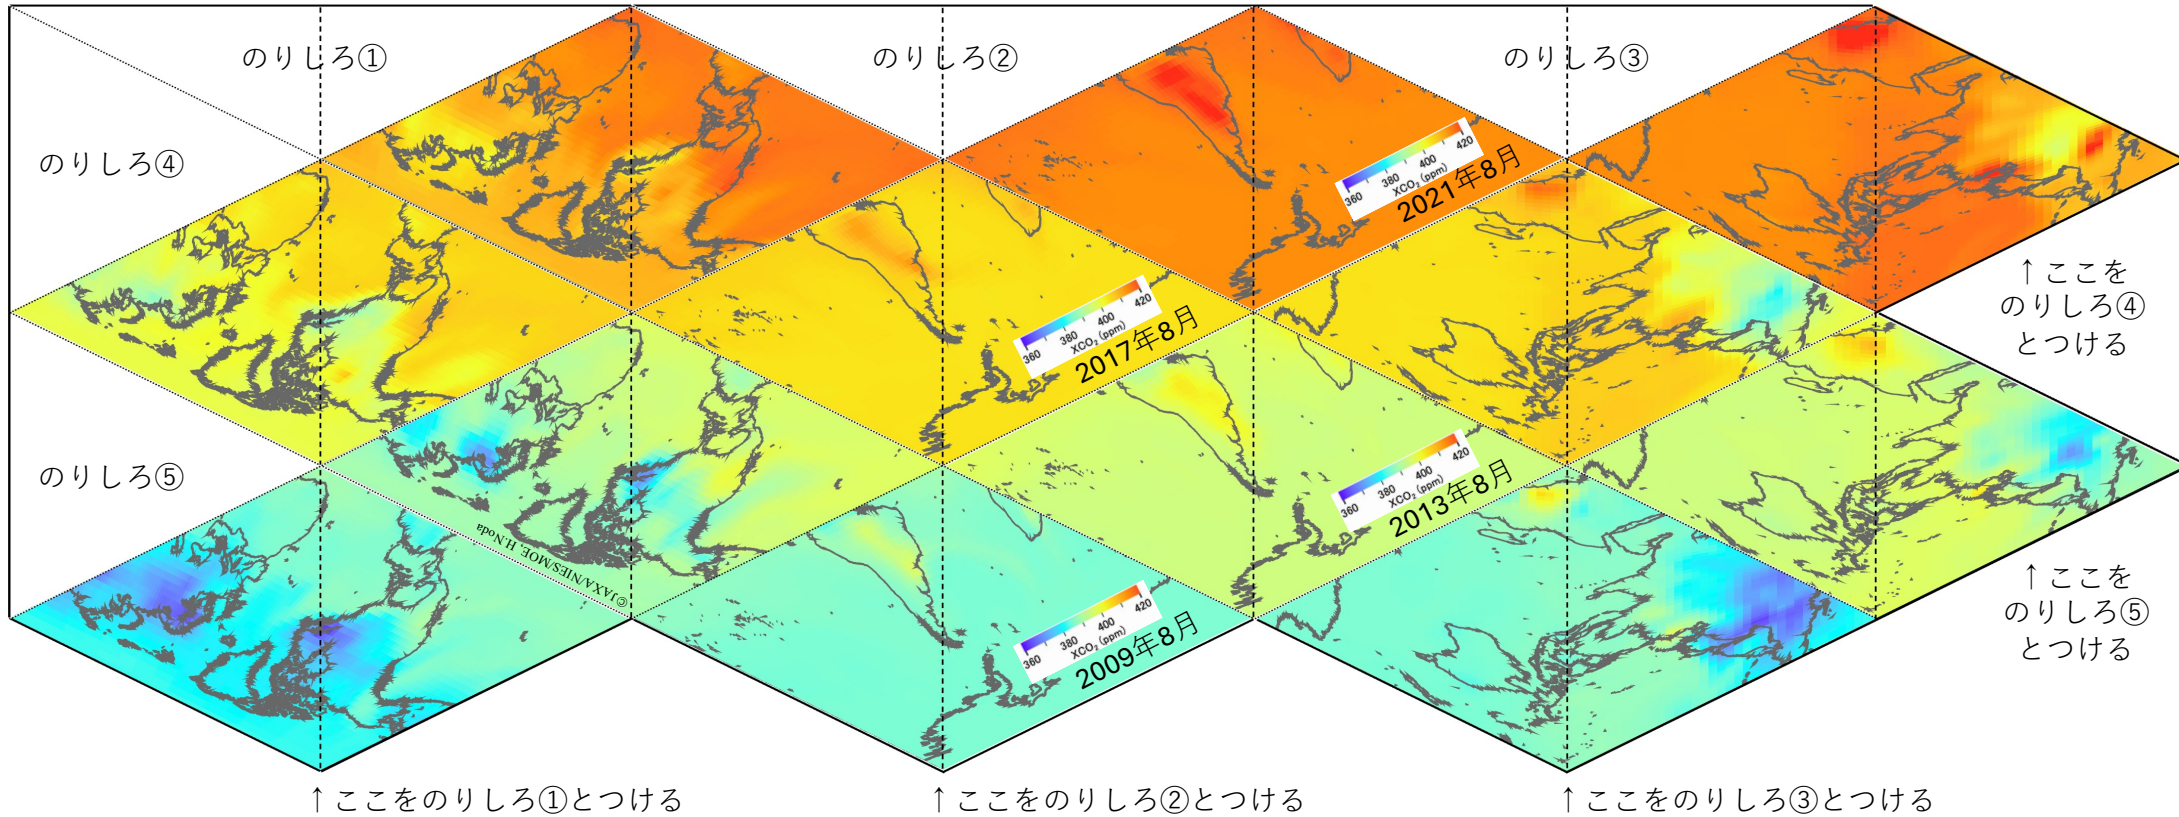 のりしろ①
のりしろ②
のりしろ③
のりしろ④
360 380 400 420
XCO₂ (ppm)
2021年8月
↑ここを
のりしろ④
とつける
360 380 400 420
XCO₂ (ppm)
2017年8月
のりしろ⑤
360 380 400 420
XCO₂ (ppm)
2013年8月
©JAXA/NIES/MOE, H.Noda
↑ここを
のりしろ⑤
とつける
360 380 400 420
XCO₂ (ppm)
2009年8月
↑ここをのりしろ①とつける
↑ここをのりしろ②とつける
↑ここをのりしろ③とつける